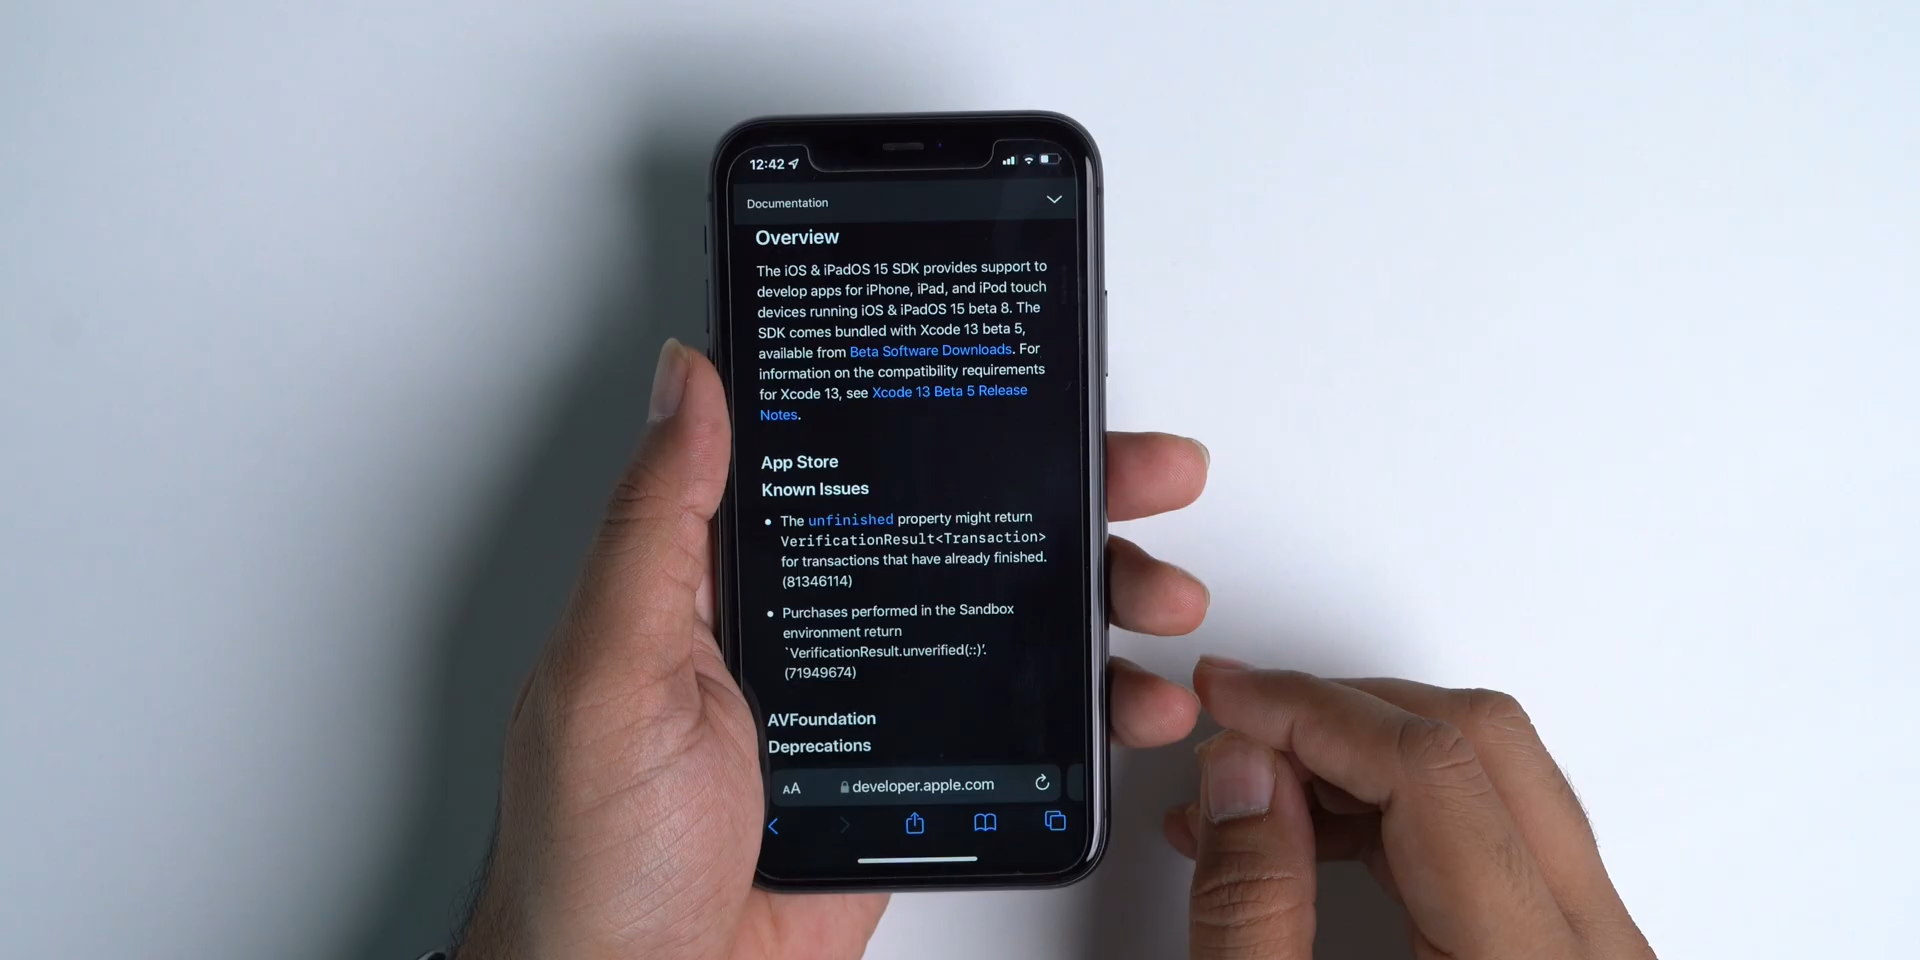 12:42
Documentation
Overview
The iOS & iPadOS 15 SDK provides support to
develop apps for iPhone, iPad, and iPod touch
devices running iOS & iPadOS 15 beta 8. The
SDK comes bundled with Xcode 13 beta 5,
available from Beta Software Downloads. For
information on the compatibility requirements
for Xcode 13, see Xcode 13 Beta 5 Release
Notes.
App Store
Known Issues
• The unfinished property might return
VerificationResult<Transaction>
for transactions that have already finished.
(81346114)
• Purchases performed in the Sandbox
environment return
`VerificationResult.unverified(::)’.
(71949674)
AVFoundation
Deprecations
AA developer.apple.com